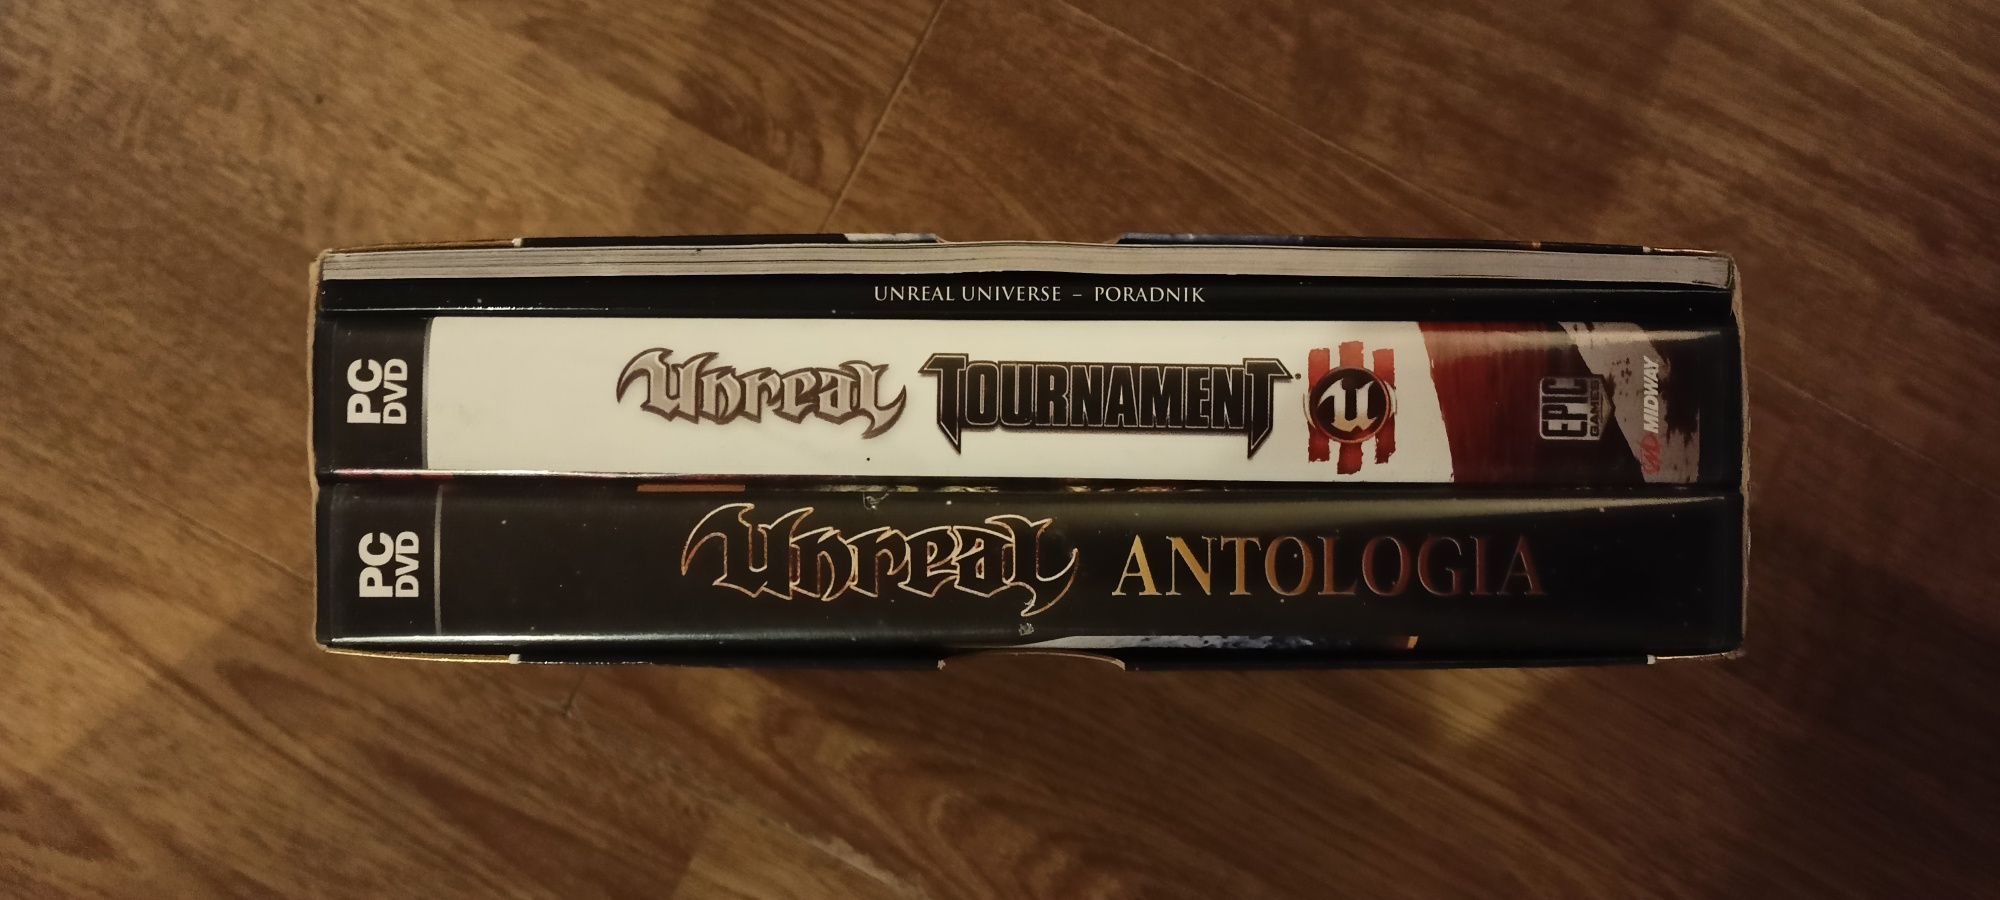 UNREAL UNIVERSE – PORADNIK
PC DVD
Unreal TOURNAMENT
EPIC GAMES
MIDWAY
PC DVD
Unreal ANTOLOGIA